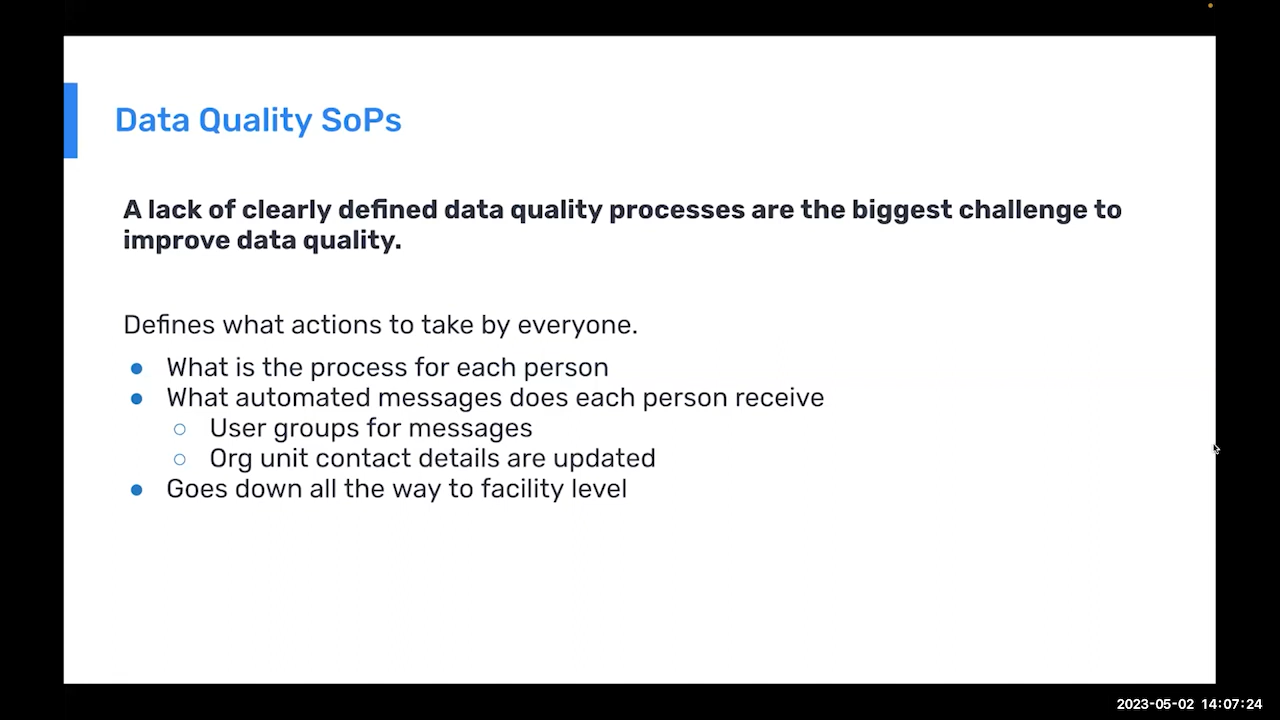 Data Quality SoPs
A lack of clearly defined data quality processes are the biggest challenge to
improve data quality.
Defines what actions to take by everyone.
● What is the process for each person
● What automated messages does each person receive
○ User groups for messages
○ Org unit contact details are updated
● Goes down all the way to facility level
2023-05-02 14:07:24